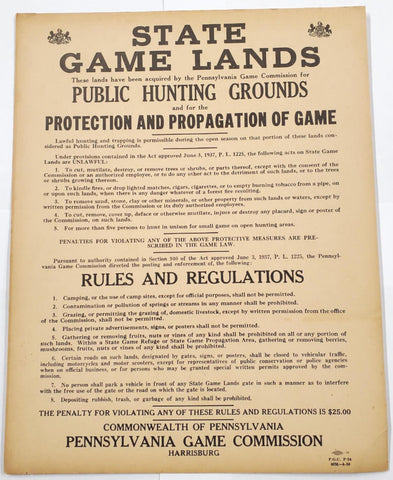 STATE
GAME LANDS
These lands have been acquired by the Pennsylvania Game Commission for
PUBLIC HUNTING GROUNDS
and for the
PROTECTION AND PROPAGATION OF GAME
Lawful hunting and trapping is permissible during the open season on that portion of these lands con-
sidered as Public Hunting Grounds.
Under provisions contained in the Act approved June 3, 1937, P. L. 1225, the following acts on State Game
Lands are UNLAWFUL:
1. To cut, mutilate, destroy, or remove trees or shrubs, or parts thereof, except with the consent of the
Commission or an authorized employee, or to do any other act to the detriment of such lands, or to the trees
or shrubs growing thereon.
2. To kindle fires, or drop lighted matches, cigars, cigarettes, or to empty burning tobacco from a pipe, on
or upon such lands, when there is any danger whatever of a forest fire resulting.
3. To remove sand, stone, clay or other minerals, or other property from such lands or waters, except by
written permission from the Commission or its duly authorized employees.
4. To cut, remove, cover up, deface or otherwise mutilate, injure or destroy any placard, sign or poster of
the Commission, on such lands.
5. For more than five persons to hunt in unison for small game on open hunting areas.
PENALTIES FOR VIOLATING ANY OF THE ABOVE PROTECTIVE MEASURES ARE PRE-
SCRIBED IN THE GAME LAW.
Pursuant to authority contained in Section 940 of the Act approved June 3, 1937, P. L. 1225, the Pennsyl-
vania Game Commission directed the posting and enforcement of, the following:
RULES AND REGULATIONS
1. Camping, or the use of camp sites, except for official purposes, shall not be permitted.
2. Contamination or pollution of springs or streams in any manner shall be prohibited.
3. Grazing, or permitting the grazing of, domestic livestock, except by written permission from the office
of the Commission, shall not be permitted.
4. Placing private advertisements, signs, or posters shall not be permitted.
5. Gathering or removing fruits, nuts or vines of any kind shall be prohibited on all or any portion of
such lands. Within a State Game Refuge or State Game Propagation Area, gathering or removing berries,
mushrooms, fruits, nuts or vines of any kind shall be prohibited.
6. Certain roads on such lands, designated by gates, signs, or posters, shall be closed to vehicular traffic,
including motorcycles and motor scooters, except for representatives of public conservation or police agencies
when on official business, or for persons who may be granted special written permits approved by the com-
mission.
7. No person shall park a vehicle in front of any State Game Lands gate in such a manner as to interfere
with the free use of the gate or the road on which the gate is located.
8. Depositing rubbish, trash, or garbage of any kind shall be prohibited.
THE PENALTY FOR VIOLATING ANY OF THESE RULES AND REGULATIONS IS $25.00
COMMONWEALTH OF PENNSYLVANIA
PENNSYLVANIA GAME COMMISSION
HARRISBURG